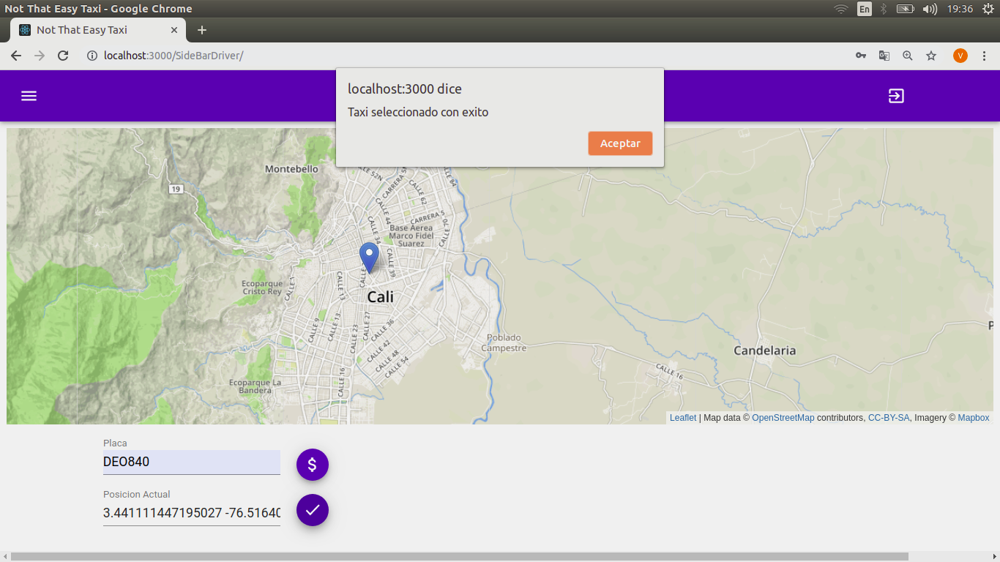 Not That Easy Taxi - Google Chrome
En
19:36
Not That Easy Taxi
localhost:3000/SideBarDriver/
V
localhost:3000 dice
Taxi seleccionado con exito
Aceptar
Montebello
19
CALLE 52N
CARRERA 5N
CALLE 84
CALLE 62
CALLE 44
CARRERA 5
CALLE 70
CALLE 34
Base Aerea
Marco Fidel
Suarez
CALLE 39
CALLE
Ecoparque
Cristo Rey
CALLE 1
CALLE 13
Cali
CALLE 9
CALLE 13
CALLE 27
CALLE 23
CALLE 36
CALLE 42
CALLE 48
CALLE 54
CALLE 16
Poblado
Campestre
Candelaria
P
CALLE 16
Ecoparque La
Bandera
Leaflet | Map data © OpenStreetMap contributors, CC-BY-SA, Imagery © Mapbox
Placa
DEO840
$
Posicion Actual
3.441111447195027 -76.51640